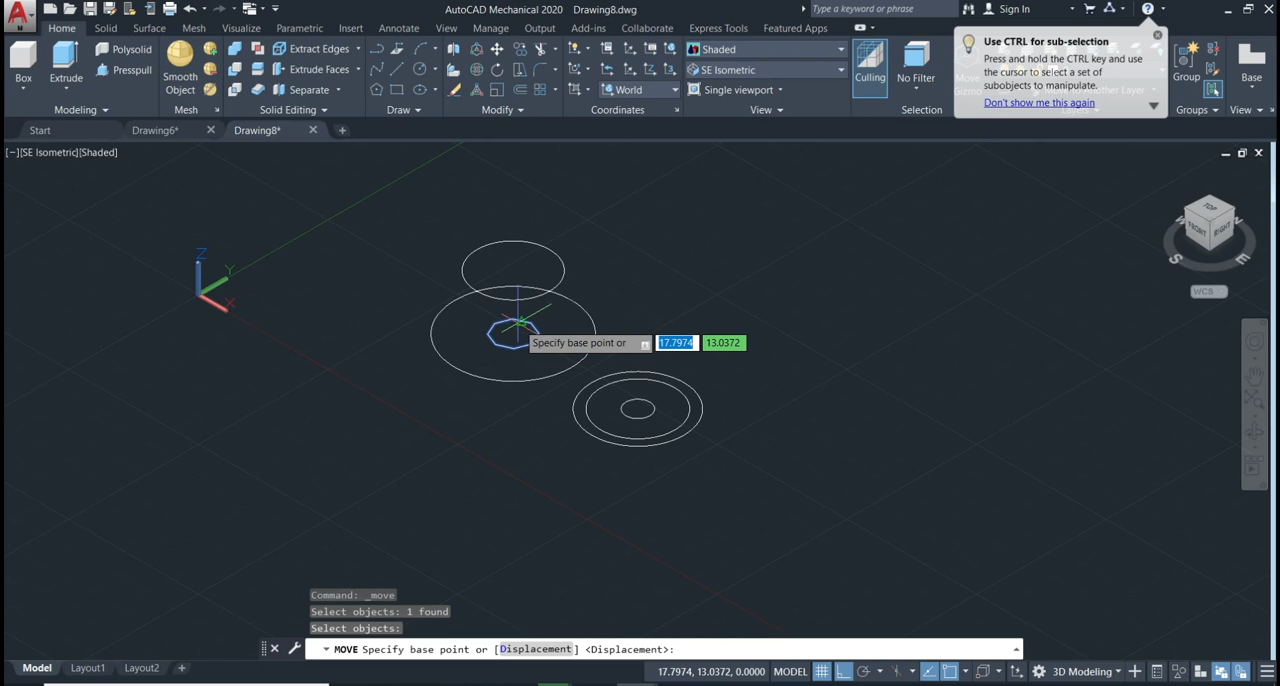 AutoCAD Mechanical 2020 Drawing8.dwg Type a keyword or phrase Sign In
Home Solid Surface Mesh Visualize Parametric Insert Annotate View Manage Output Add-ins Collaborate Express Tools Featured Apps
Box
Extrude
Polysolid
Presspull
Modeling
Smooth
Object
Mesh
Extract Edges
Extrude Faces
Separate
Solid Editing
Draw
Modify
World
Coordinates
Shaded
SE Isometric
Single viewport
View
Culling
No Filter
Selection
Move
Gizmo
Group
Groups
Base
View
Use CTRL for sub-selection
Press and hold the CTRL key and use
the cursor to select a set of
subobjects to manipulate.
Don't show me this again
Start Drawing6* Drawing8*
[−][SE Isometric][Shaded]
Z
Y
X
TOP
FRONT
RIGHT
W
N
S
E
WCS
Specify base point or 17.7974 13.0372
Command: _move
Select objects: 1 found
Select objects:
MOVE Specify base point or [Displacement] <Displacement>:
Model Layout1 Layout2
17.7974, 13.0372, 0.0000 MODEL 3D Modeling